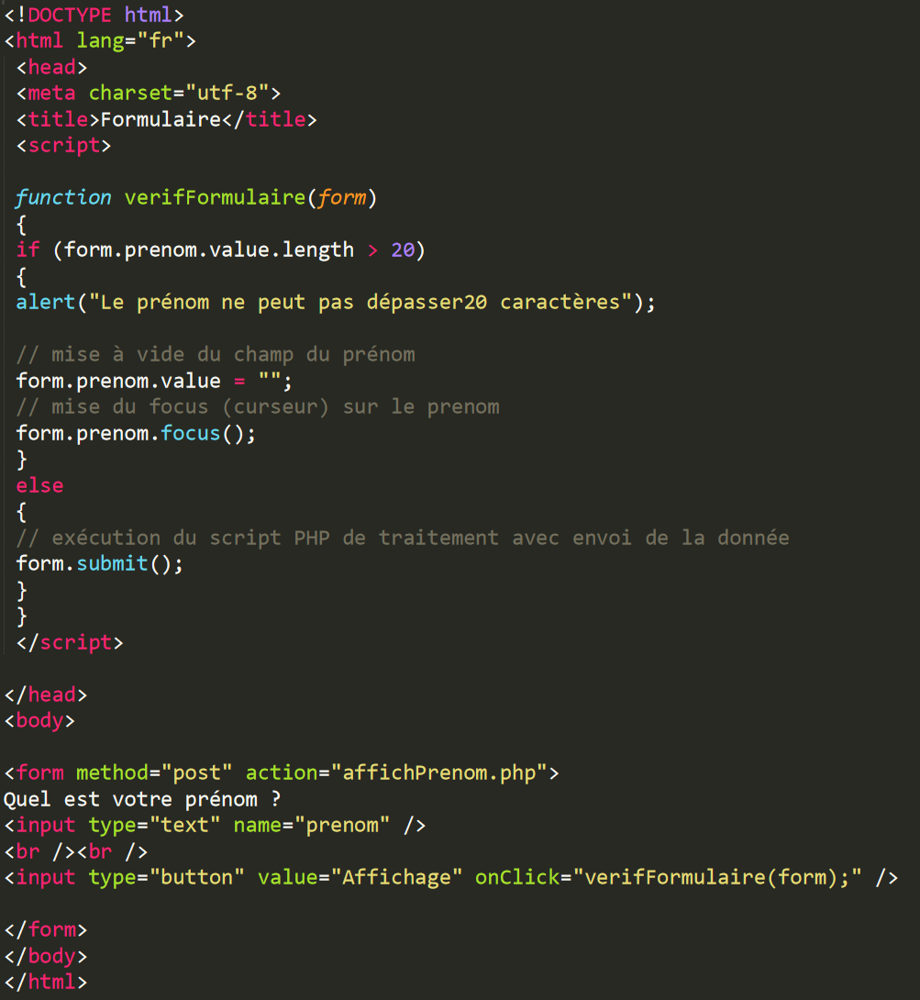 <!DOCTYPE html>
<html lang="fr">
<head>
<meta charset="utf-8">
<title>Formulaire</title>
<script>
function verifFormulaire(form)
{
if (form.prenom.value.length > 20)
{
alert("Le prénom ne peut pas dépasser20 caractères");
// mise à vide du champ du prénom
form.prenom.value = "";
// mise du focus (curseur) sur le prenom
form.prenom.focus();
}
else
{
// exécution du script PHP de traitement avec envoi de la donnée
form.submit();
}
}
</script>
</head>
<body>
<form method="post" action="affichPrenom.php">
Quel est votre prénom ?
<input type="text" name="prenom" />
<br /><br />
<input type="button" value="Affichage" onClick="verifFormulaire(form);" />
</form>
</body>
</html>